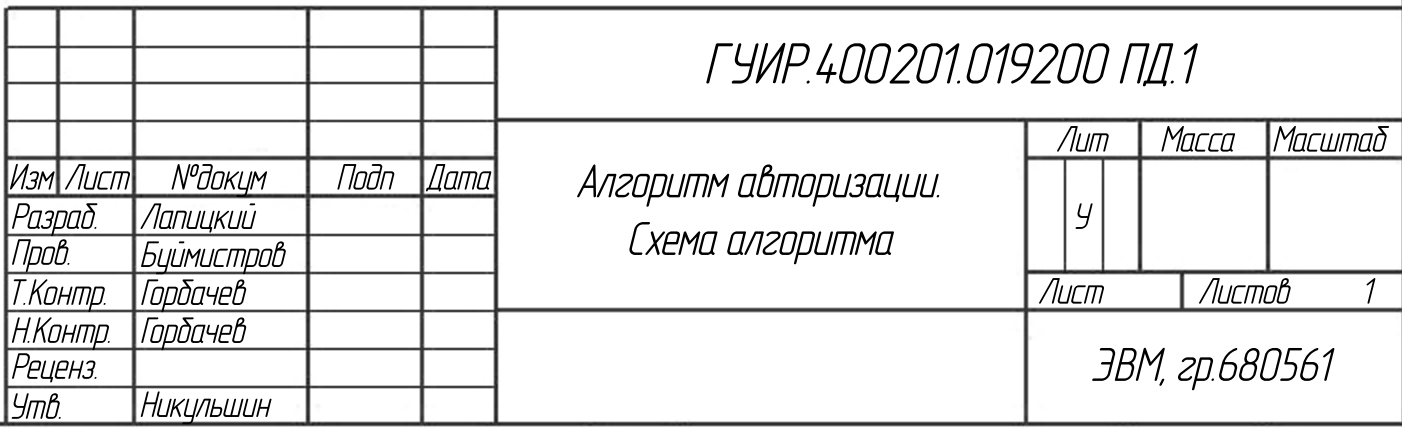 ГУИР.400201.019200 ПД.1
Изм Лист №докум Подп Дата
Разраб. Лапицкий
Пров. Буймистров
Т.Контр. Горбачев
Н.Контр. Горбачев
Реценз.
Утв. Никульшин
Алгоритм авторизации.
Схема алгоритма
Лит Масса Масштаб
У
Лист Листов 1
ЭВМ, гр.680561